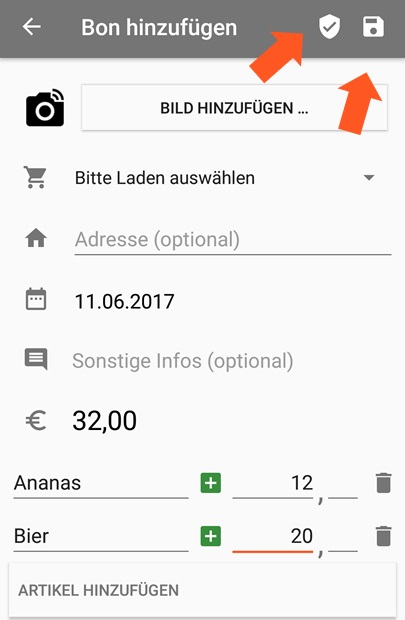 Bon hinzufügen
BILD HINZUFÜGEN ...
Bitte Laden auswählen
Adresse (optional)
11.06.2017
Sonstige Infos (optional)
€ 32,00
Ananas 12 ,
Bier 20 ,
ARTIKEL HINZUFÜGEN